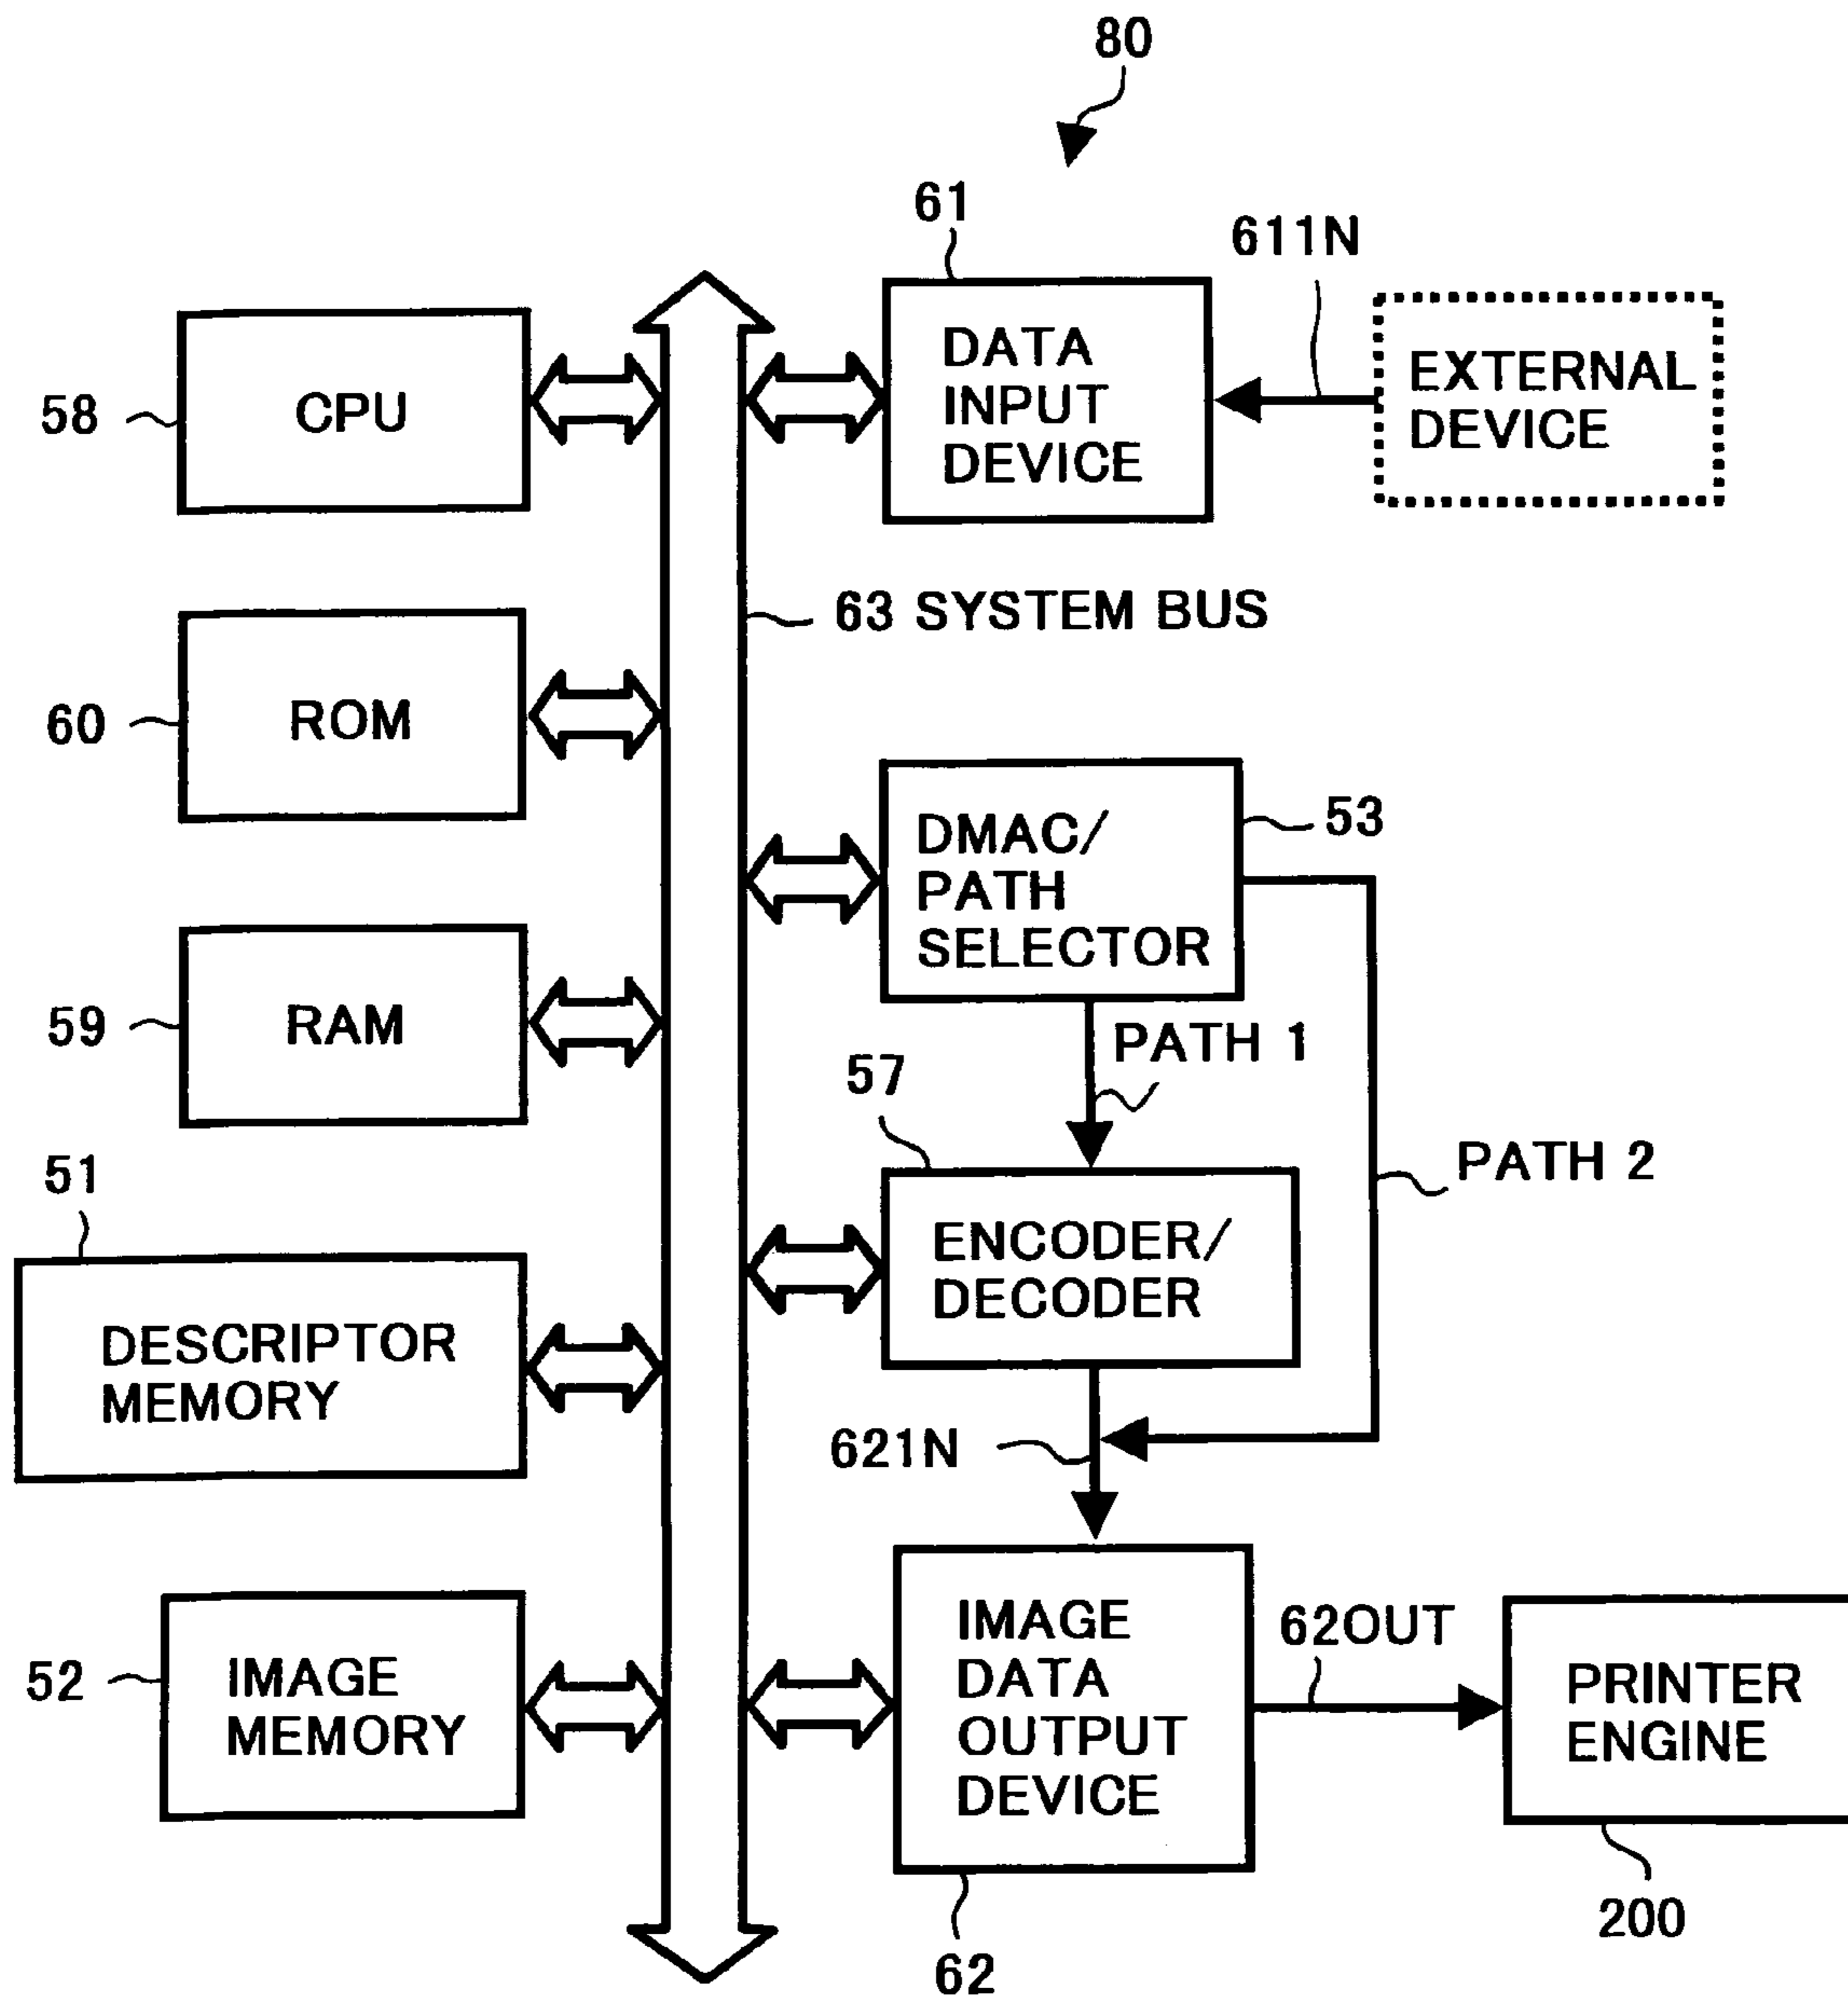 80
61
611N
DATA
INPUT
DEVICE
EXTERNAL
DEVICE
58
CPU
63 SYSTEM BUS
60
ROM
DMAC/
PATH
SELECTOR
53
59
RAM
PATH 1
57
PATH 2
51
ENCODER/
DECODER
DESCRIPTOR
MEMORY
621N
52
IMAGE
MEMORY
IMAGE
DATA
OUTPUT
DEVICE
62OUT
PRINTER
ENGINE
200
62